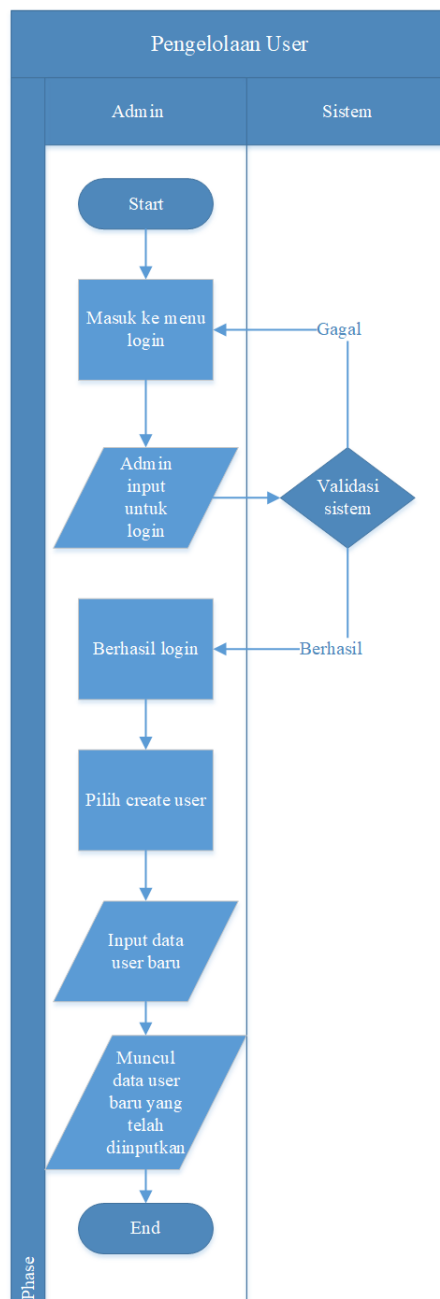 Pengelolaan User
Admin
Sistem
Start
Masuk ke menu
login
Gagal
Admin
input
untuk
login
Validasi
sistem
Berhasil login
Berhasil
Pilih create user
Input data
user baru
Muncul
data user
baru yang
telah
diinputkan
End
Phase